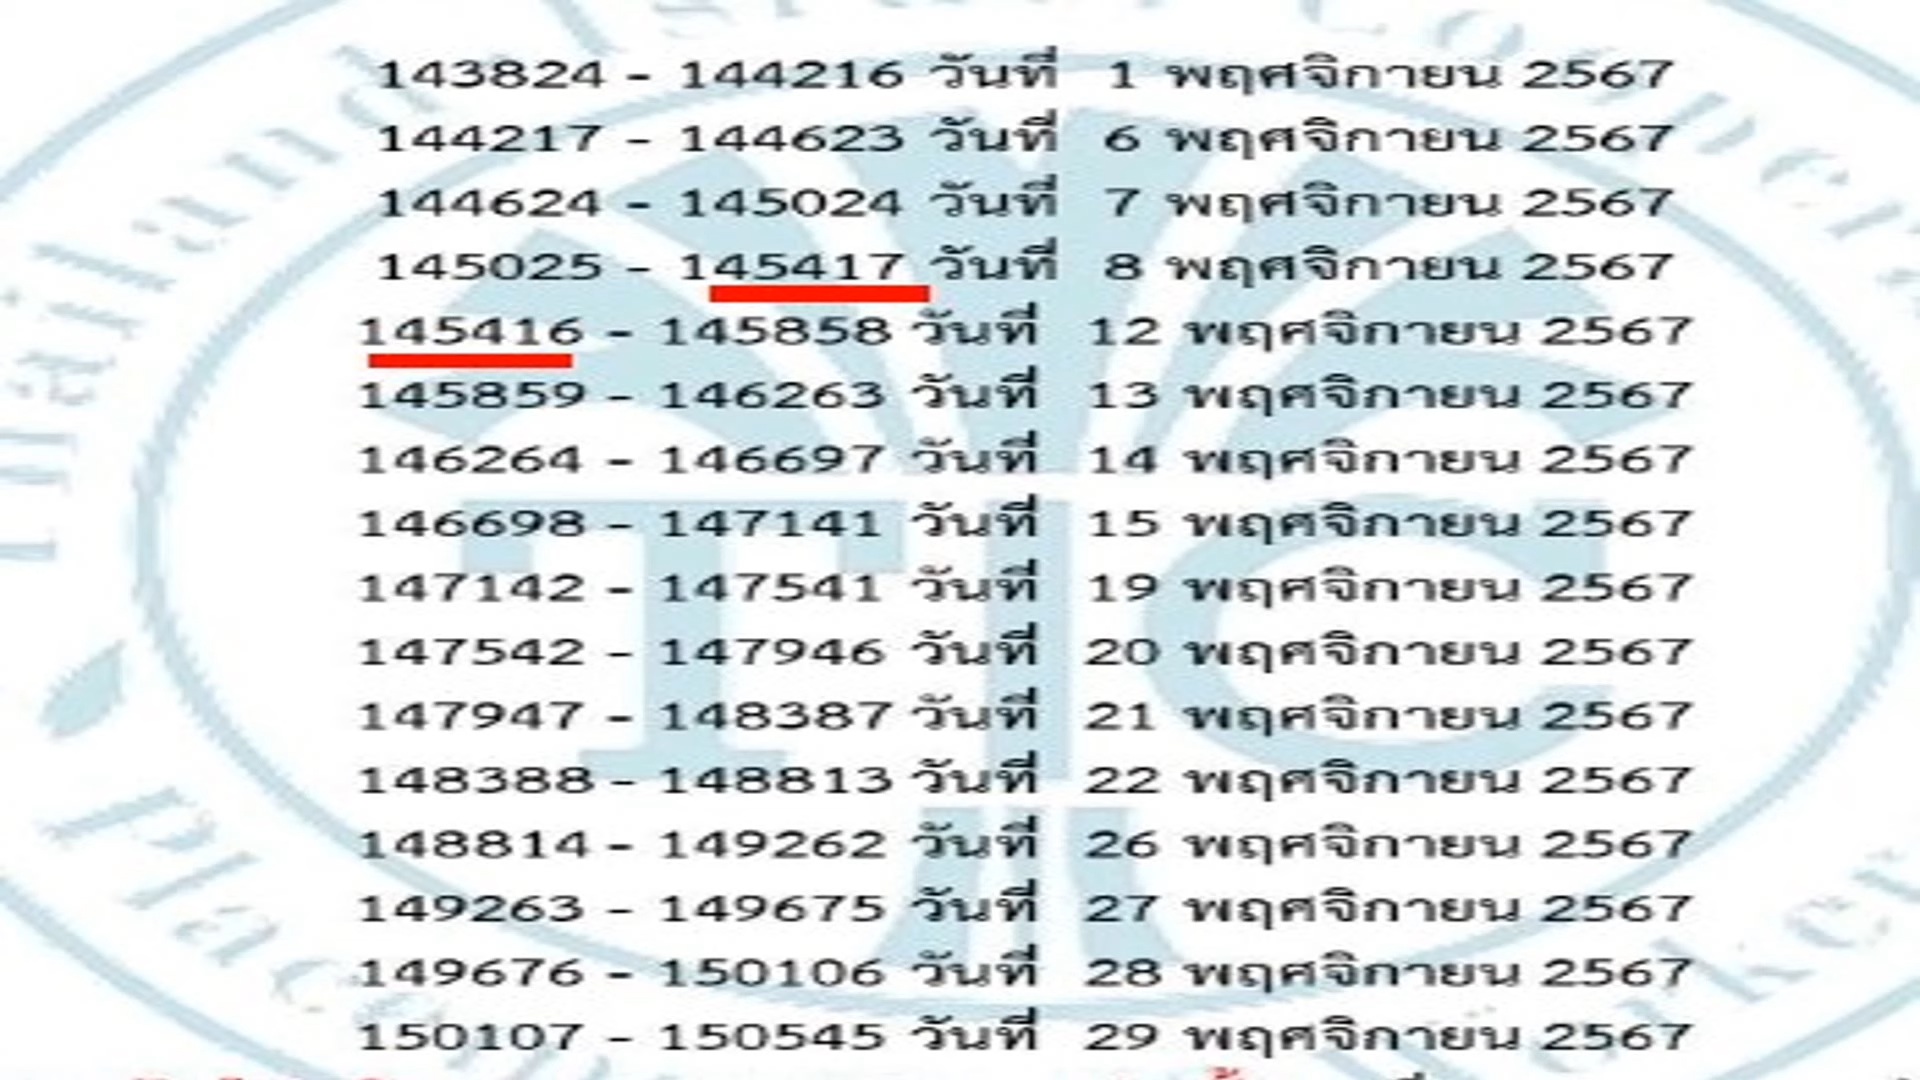 143824 - 144216 วันที่ 1 พฤศจิกายน 2567
144217 - 144623 วันที่ 6 พฤศจิกายน 2567
144624 - 145024 วันที่ 7 พฤศจิกายน 2567
145025 - 145417 วันที่ 8 พฤศจิกายน 2567
145416 - 145858 วันที่ 12 พฤศจิกายน 2567
145859 - 146263 วันที่ 13 พฤศจิกายน 2567
146264 - 146697 วันที่ 14 พฤศจิกายน 2567
146698 - 147141 วันที่ 15 พฤศจิกายน 2567
147142 - 147541 วันที่ 19 พฤศจิกายน 2567
147542 - 147946 วันที่ 20 พฤศจิกายน 2567
147947 - 148387 วันที่ 21 พฤศจิกายน 2567
148388 - 148813 วันที่ 22 พฤศจิกายน 2567
148814 - 149262 วันที่ 26 พฤศจิกายน 2567
149263 - 149675 วันที่ 27 พฤศจิกายน 2567
149676 - 150106 วันที่ 28 พฤศจิกายน 2567
150107 - 150545 วันที่ 29 พฤศจิกายน 2567
Thailand
TIC